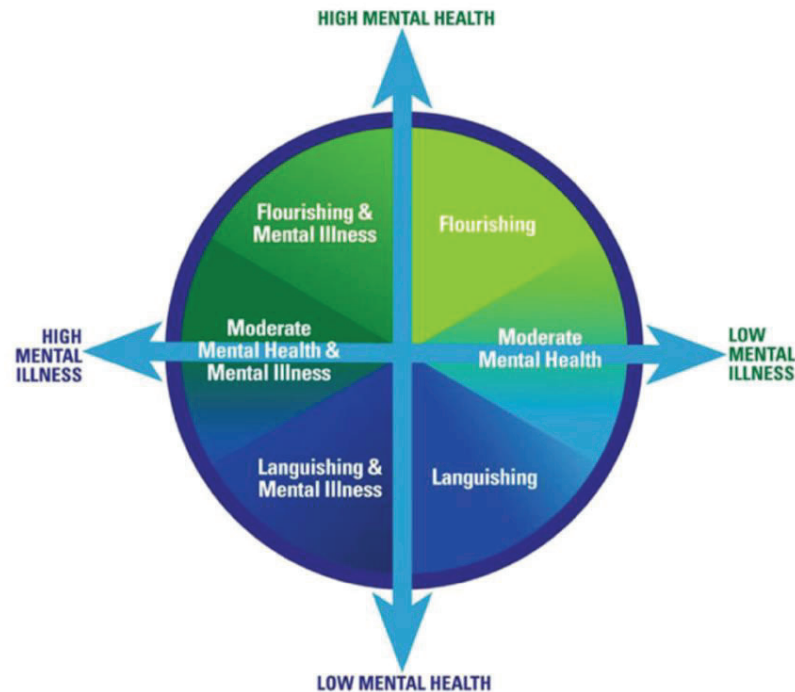 HIGH MENTAL HEALTH
Flourishing &
Mental Illness
Flourishing
HIGH
MENTAL
ILLNESS
Moderate
Mental Health &
Mental Illness
Moderate
Mental Health
LOW
MENTAL
ILLNESS
Languishing &
Mental Illness
Languishing
LOW MENTAL HEALTH